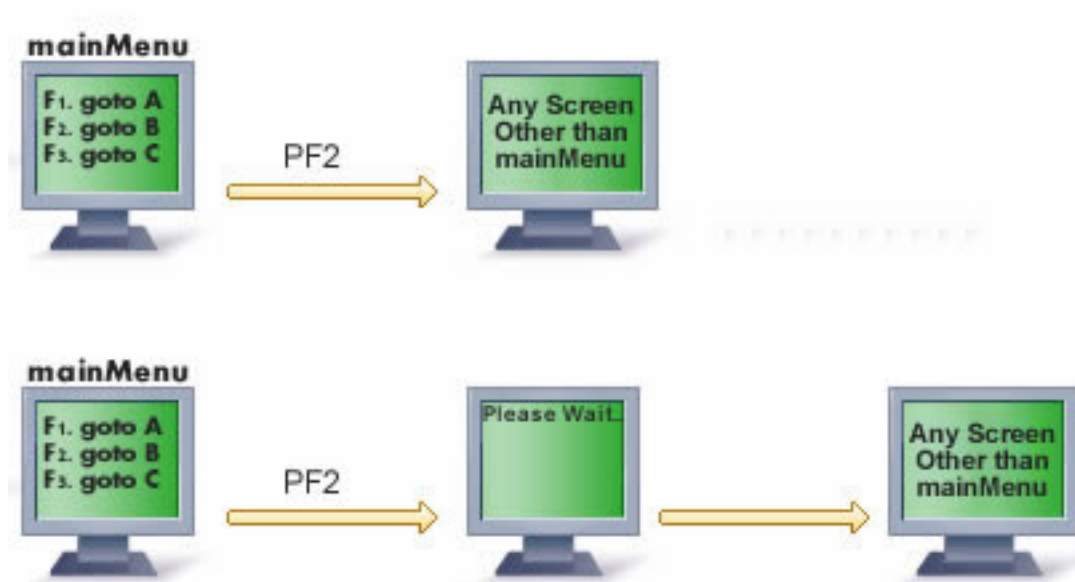 mainMenu
F1. goto A
F2. goto B
F3. goto C
PF2
Any Screen
Other than
mainMenu
mainMenu
F1. goto A
F2. goto B
F3. goto C
PF2
Please Wait..
Any Screen
Other than
mainMenu